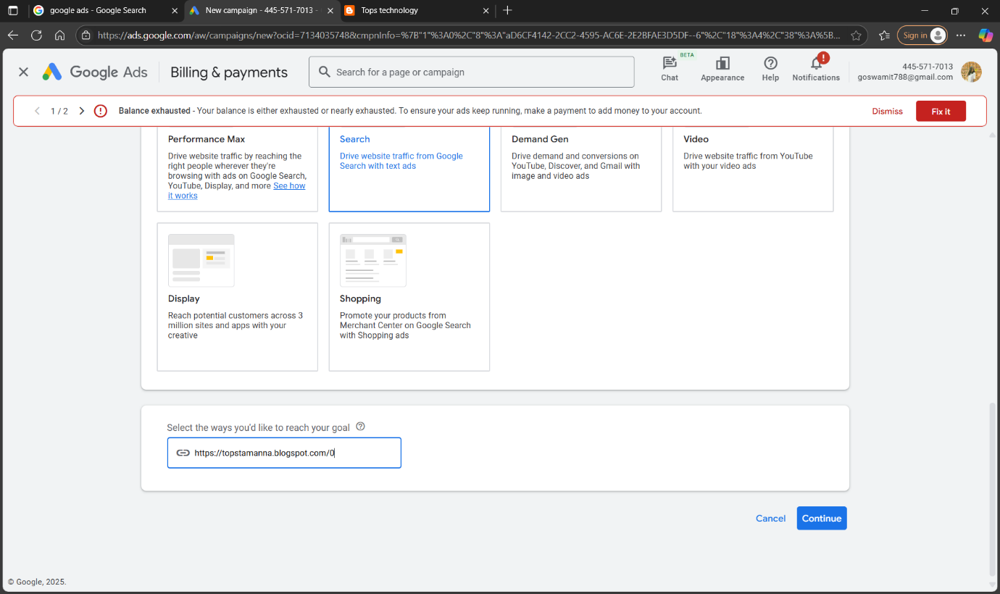 google ads - Google Search
New campaign - 445-571-7013 -
Tops technology
https://ads.google.com/aw/campaigns/new?ocid=7134035748&cmpnInfo=%7B"1"%3A0%2C"8"%3A"aD6CF4142-2CC2-4595-AC6E-2E2BFAE3D5DF--6"%2C"18"%3A4%2C"38"%3A%5B...
Sign in
Google Ads
Billing & payments
Search for a page or campaign
BETA
Chat
Appearance
Help
Notifications
445-571-7013
goswamit788@gmail.com
1 / 2
Balance exhausted - Your balance is either exhausted or nearly exhausted. To ensure your ads keep running, make a payment to add money to your account.
Dismiss
Fix it
Performance Max
Drive website traffic by reaching the
right people wherever they're
browsing with ads on Google Search,
YouTube, Display, and more See how
it works
Search
Drive website traffic from Google
Search with text ads
Demand Gen
Drive demand and conversions on
YouTube, Discover, and Gmail with
image and video ads
Video
Drive website traffic from YouTube
with your video ads
Display
Reach potential customers across 3
million sites and apps with your
creative
Shopping
Promote your products from
Merchant Center on Google Search
with Shopping ads
Select the ways you'd like to reach your goal
https://topstamanna.blogspot.com/0
Cancel
Continue
© Google, 2025.